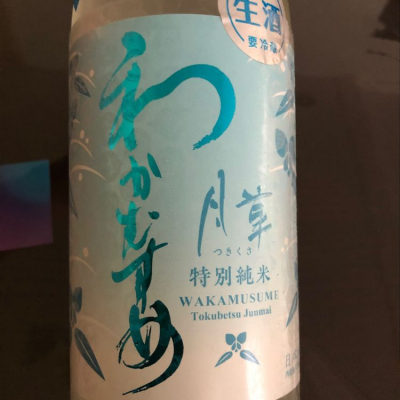 生酒
要冷蔵
わかむすめ
月草
つきくさ
特別純米
WAKAMUSUME
Tokubetsu Junmai